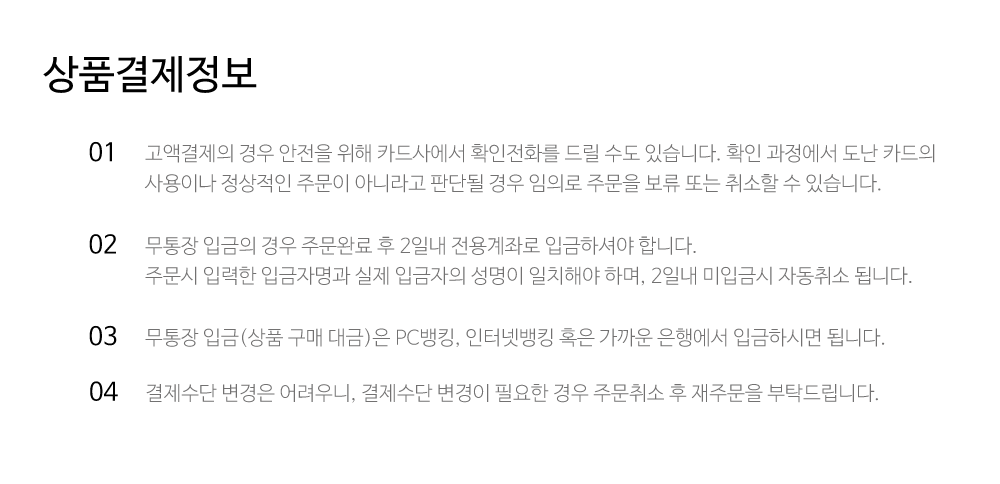 상품결제정보
01 고액결제의 경우 안전을 위해 카드사에서 확인전화를 드릴 수도 있습니다. 확인 과정에서 도난 카드의
사용이나 정상적인 주문이 아니라고 판단될 경우 임의로 주문을 보류 또는 취소할 수 있습니다.
02 무통장 입금의 경우 주문완료 후 2일내 전용계좌로 입금하셔야 합니다.
주문시 입력한 입금자명과 실제 입금자의 성명이 일치해야 하며, 2일내 미입금시 자동취소 됩니다.
03 무통장 입금(상품 구매 대금)은 PC뱅킹, 인터넷뱅킹 혹은 가까운 은행에서 입금하시면 됩니다.
04 결제수단 변경은 어려우니, 결제수단 변경이 필요한 경우 주문취소 후 재주문을 부탁드립니다.